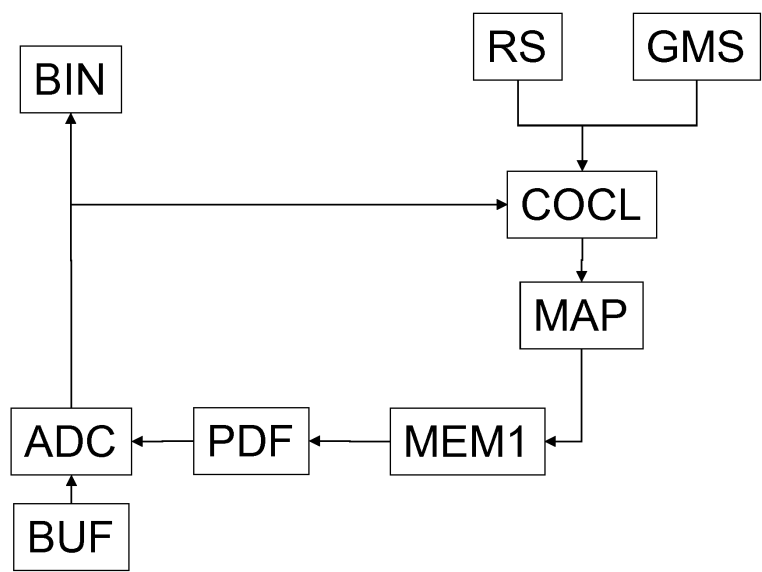 RS
GMS
BIN
COCL
MAP
ADC
PDF
MEM1
BUF